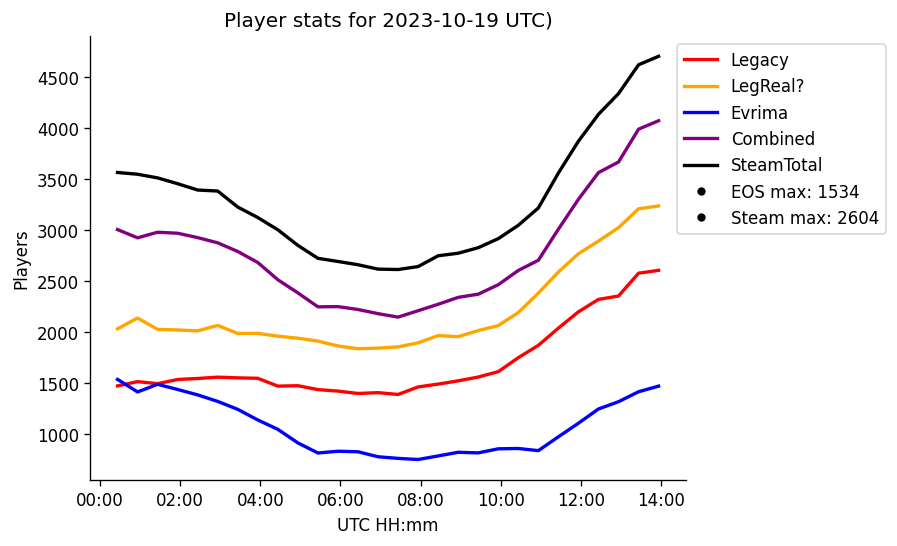 Player stats for 2023-10-19 UTC)
Legacy
LegReal?
Evrima
Combined
SteamTotal
EOS max: 1534
Steam max: 2604
Players
4500
4000
3500
3000
2500
2000
1500
1000
00:00 02:00 04:00 06:00 08:00 10:00 12:00 14:00
UTC HH:mm